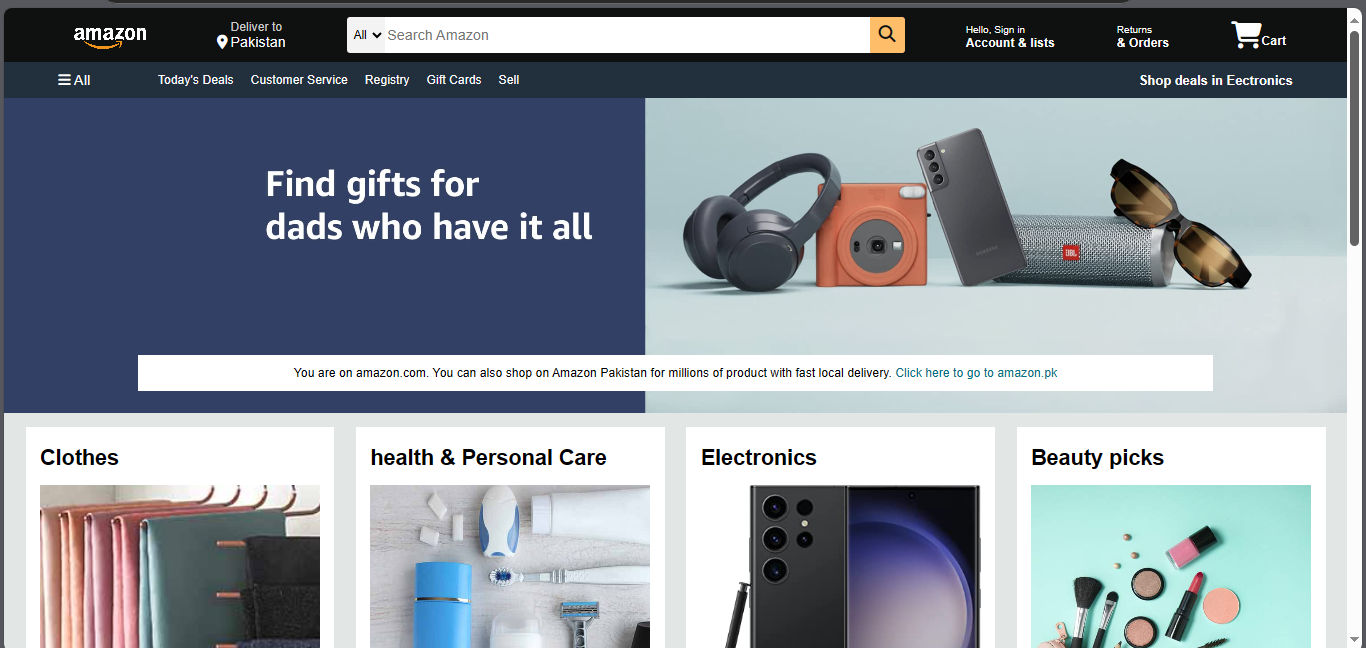 amazon
Deliver to
Pakistan
All
Search Amazon
Hello, Sign in
Account & lists
Returns
& Orders
Cart
All
Today's Deals
Customer Service
Registry
Gift Cards
Sell
Shop deals in Eectronics
Find gifts for
dads who have it all
SAMSUNG
JBL
You are on amazon.com. You can also shop on Amazon Pakistan for millions of product with fast local delivery. Click here to go to amazon.pk
Clothes
health & Personal Care
Electronics
Beauty picks